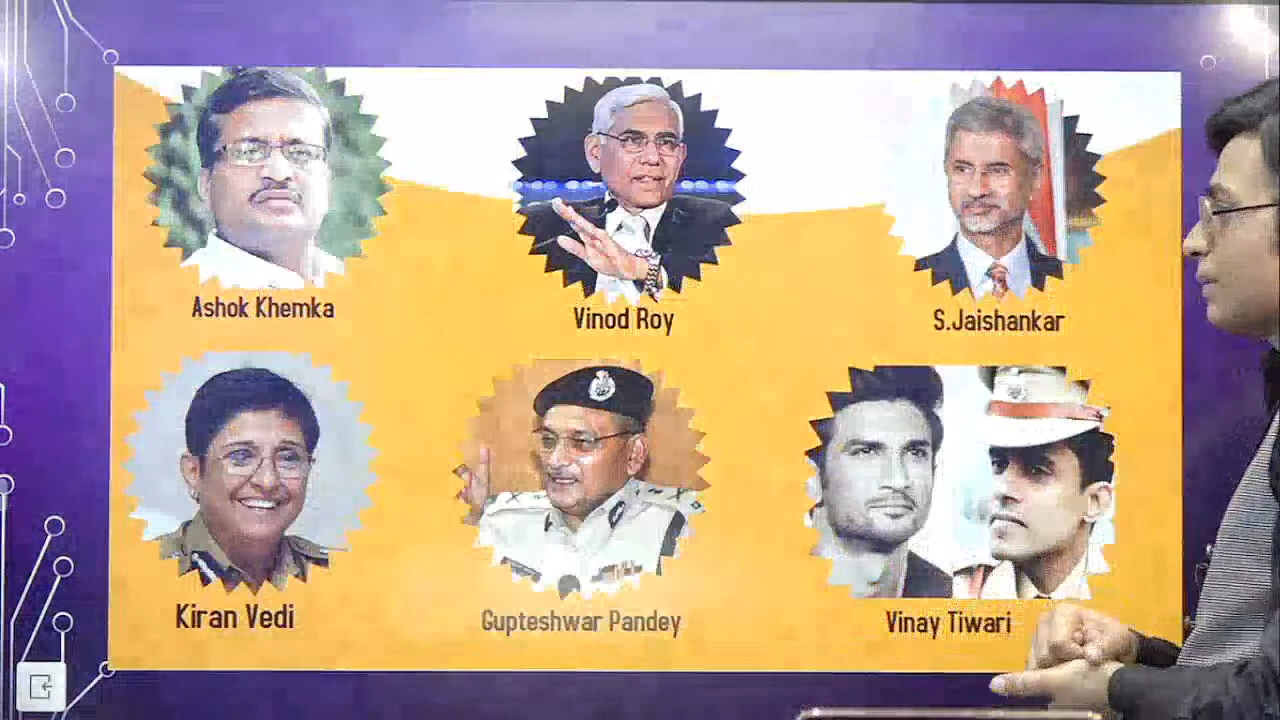 Ashok Khemka
Vinod Roy
S.Jaishankar
Kiran Vedi
Gupteshwar Pandey
Vinay Tiwari